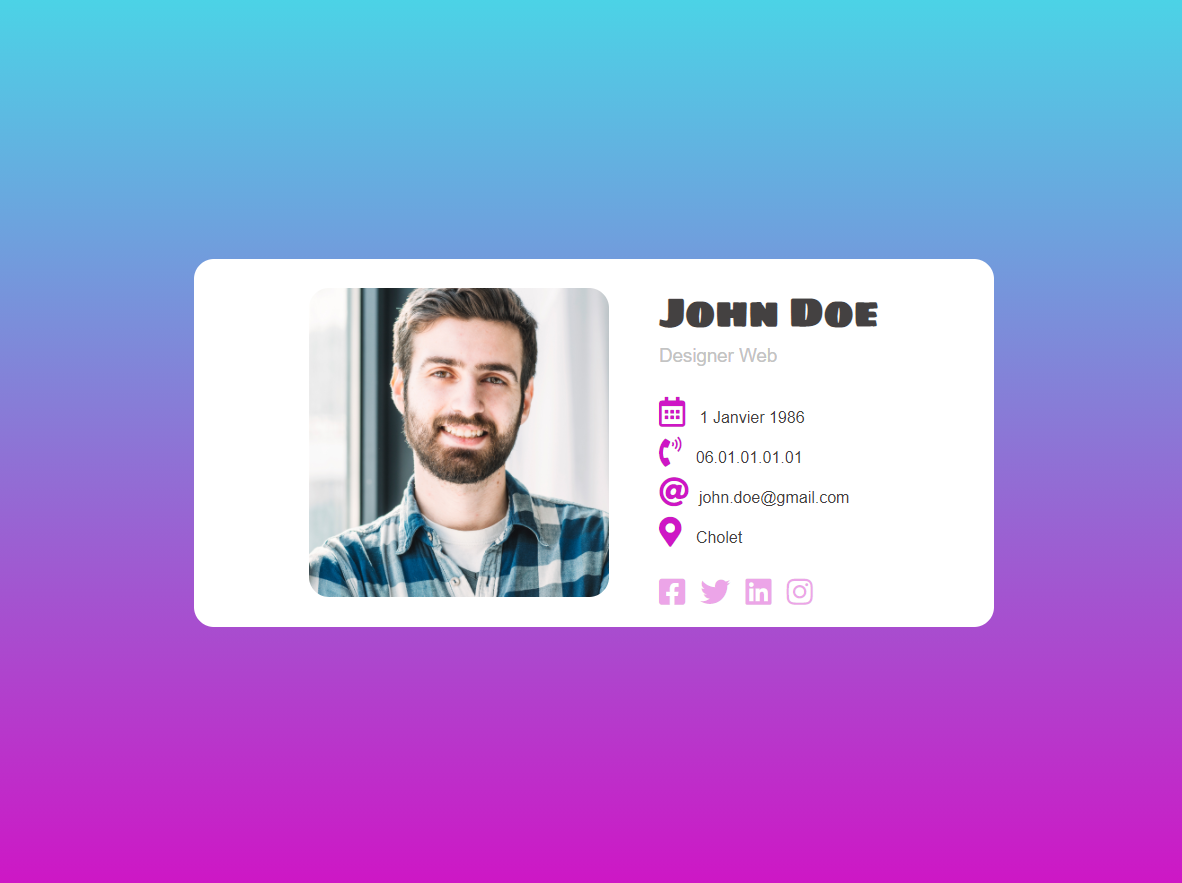 John Doe
Designer Web
1 Janvier 1986
06.01.01.01.01
john.doe@gmail.com
Cholet